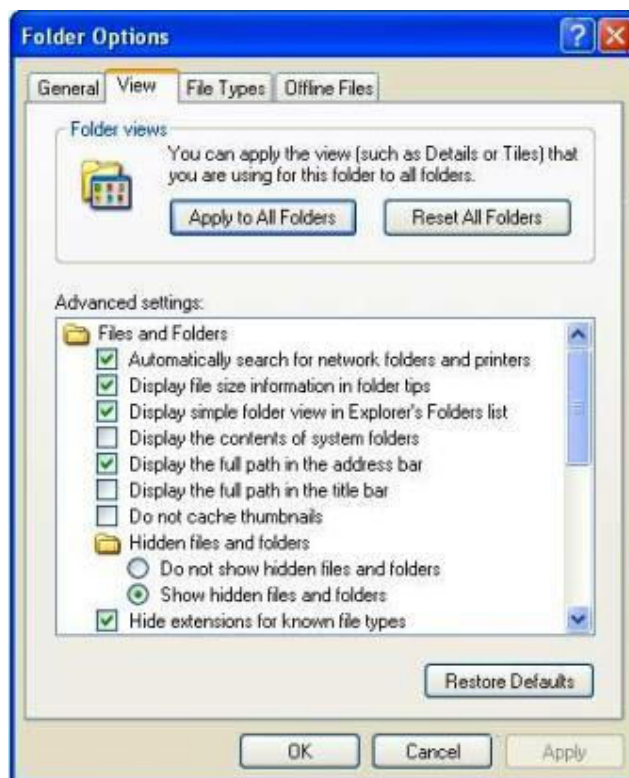 Folder Options
General View File Types Offline Files
Folder views
You can apply the view (such as Details or Tiles) that
you are using for this folder to all folders.
Apply to All Folders Reset All Folders
Advanced settings:
Files and Folders
Automatically search for network folders and printers
Display file size information in folder tips
Display simple folder view in Explorer's Folders list
Display the contents of system folders
Display the full path in the address bar
Display the full path in the title bar
Do not cache thumbnails
Hidden files and folders
Do not show hidden files and folders
Show hidden files and folders
Hide extensions for known file types
Restore Defaults
OK Cancel Apply